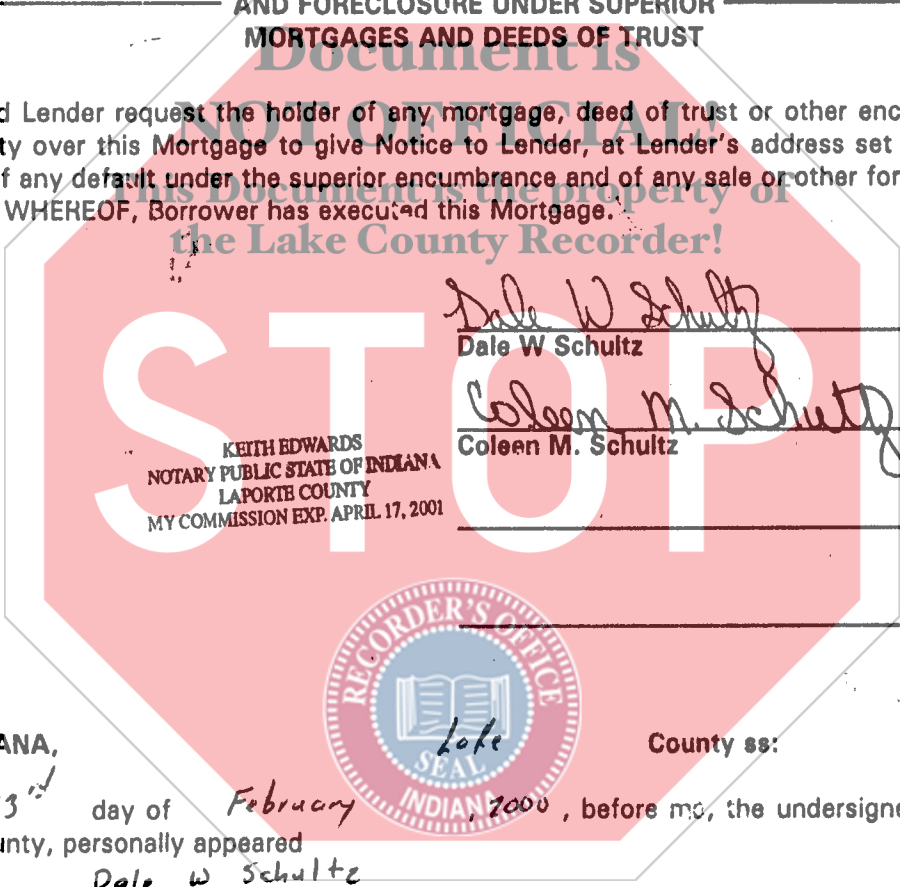 AND FORECLOSURE UNDER SUPERIOR
MORTGAGES AND DEEDS OF TRUST
Document is
NOT OFFICIAL!
This Document is the property of
the Lake County Recorder!
d Lender request the holder of any mortgage, deed of trust or other enc
ty over this Mortgage to give Notice to Lender, at Lender's address set
f any default under the superior encumbrance and of any sale or other for
WHEREOF, Borrower has executed this Mortgage.
STOP
Dale W Schultz
Dale W Schultz
Coleen M. Schultz
Coleen M. Schultz
KEITH EDWARDS
NOTARY PUBLIC STATE OF INDIANA
LAPORTE COUNTY
MY COMMISSION EXP. APRIL 17, 2001
RECORDER'S OFFICE
SEAL
INDIANA
ANA, Lake County ss:
3rd day of February, 2000, before me, the undersigne
unty, personally appeared
Dale W Schultz